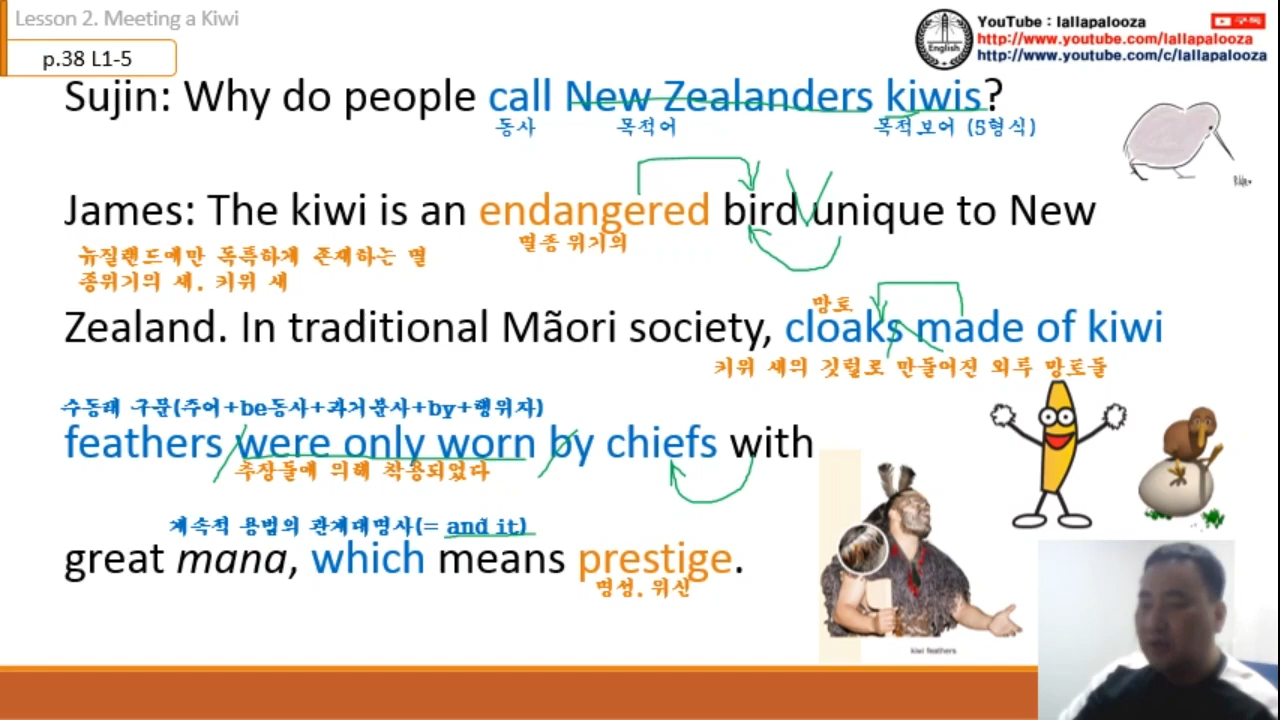 Lesson 2. Meeting a Kiwi
YouTube : lallapalooza
구독
http://www.youtube.com/lallapalooza
http://www.youtube.com/c/lallapalooza
English
p.38 L1-5
Sujin: Why do people call New Zealanders kiwis?
동사 목적어 목적보어 (5형식)
James: The kiwi is an endangered bird unique to New
멸종 위기의
뉴질랜드에만 독특하게 존재하는 멸
종위기의 새. 키위 새
망토
Zealand. In traditional Mãori society, cloaks made of kiwi
키위 새의 깃털로 만들어진 외투 망토들
수동태 구문(주어+be동사+과거분사+by+행위자)
feathers were only worn by chiefs with
추장들에 의해 착용되었다
계속적 용법의 관계대명사(= and it)
great mana, which means prestige.
명성. 위신
kiwi feathers